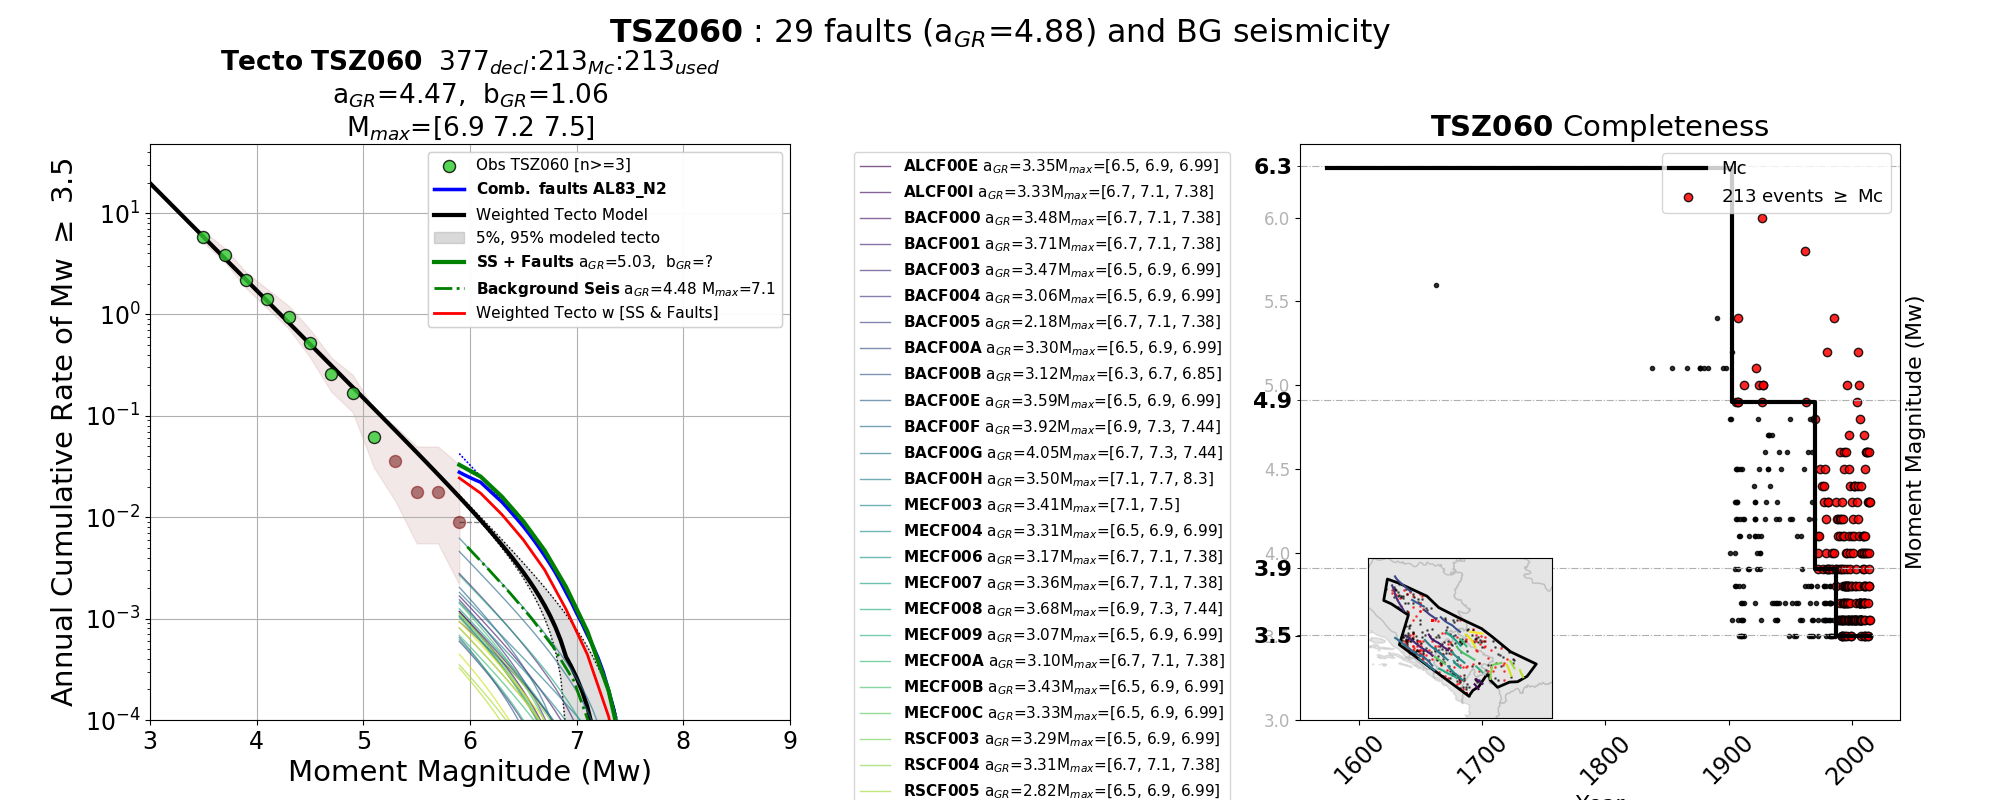 TSZ060 : 29 faults (aGR=4.88) and BG seismicity
Tecto TSZ060 377decl:213Mc:213used
aGR=4.47, bGR=1.06
Mmax=[6.9 7.2 7.5]
Annual Cumulative Rate of Mw ≥ 3.5
10¹
10⁰
10⁻¹
10⁻²
10⁻³
10⁻⁴
3 4 5 6 7 8 9
Moment Magnitude (Mw)
Obs TSZ060 [n>=3]
Comb. faults AL83_N2
Weighted Tecto Model
5%, 95% modeled tecto
SS + Faults aGR=5.03, bGR=?
Background Seis aGR=4.48 Mmax=7.1
Weighted Tecto w [SS & Faults]
ALCF00E aGR=3.35Mmax=[6.5, 6.9, 6.99]
ALCF00I aGR=3.33Mmax=[6.7, 7.1, 7.38]
BACF000 aGR=3.48Mmax=[6.7, 7.1, 7.38]
BACF001 aGR=3.71Mmax=[6.7, 7.1, 7.38]
BACF003 aGR=3.47Mmax=[6.5, 6.9, 6.99]
BACF004 aGR=3.06Mmax=[6.5, 6.9, 6.99]
BACF005 aGR=2.18Mmax=[6.7, 7.1, 7.38]
BACF00A aGR=3.30Mmax=[6.5, 6.9, 6.99]
BACF00B aGR=3.12Mmax=[6.3, 6.7, 6.85]
BACF00E aGR=3.59Mmax=[6.5, 6.9, 6.99]
BACF00F aGR=3.92Mmax=[6.9, 7.3, 7.44]
BACF00G aGR=4.05Mmax=[6.7, 7.3, 7.44]
BACF00H aGR=3.50Mmax=[7.1, 7.7, 8.3]
MECF003 aGR=3.41Mmax=[7.1, 7.5]
MECF004 aGR=3.31Mmax=[6.5, 6.9, 6.99]
MECF006 aGR=3.17Mmax=[6.7, 7.1, 7.38]
MECF007 aGR=3.36Mmax=[6.7, 7.1, 7.38]
MECF008 aGR=3.68Mmax=[6.9, 7.3, 7.44]
MECF009 aGR=3.07Mmax=[6.5, 6.9, 6.99]
MECF00A aGR=3.10Mmax=[6.7, 7.1, 7.38]
MECF00B aGR=3.43Mmax=[6.5, 6.9, 6.99]
MECF00C aGR=3.33Mmax=[6.5, 6.9, 6.99]
RSCF003 aGR=3.29Mmax=[6.5, 6.9, 6.99]
RSCF004 aGR=3.31Mmax=[6.7, 7.1, 7.38]
RSCF005 aGR=2.82Mmax=[6.5, 6.9, 6.99]
TSZ060 Completeness
Mc
213 events ≥ Mc
6.3
6.0
5.5
5.0
4.9
4.5
4.0
3.9
3.5
3.0
1600 1700 1800 1900 2000
Moment Magnitude (Mw)